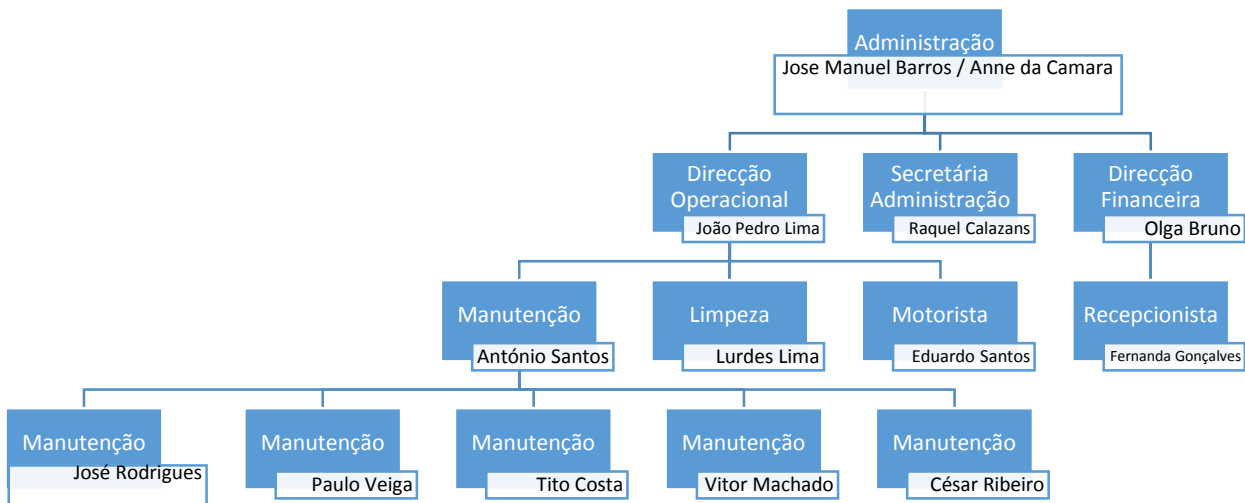 Administração
Jose Manuel Barros / Anne da Camara
Direcção
Operacional
João Pedro Lima
Secretária
Administração
Raquel Calazans
Direcção
Financeira
Olga Bruno
Manutenção
António Santos
Limpeza
Lurdes Lima
Motorista
Eduardo Santos
Recepcionista
Fernanda Gonçalves
Manutenção
José Rodrigues
Manutenção
Paulo Veiga
Manutenção
Tito Costa
Manutenção
Vitor Machado
Manutenção
César Ribeiro